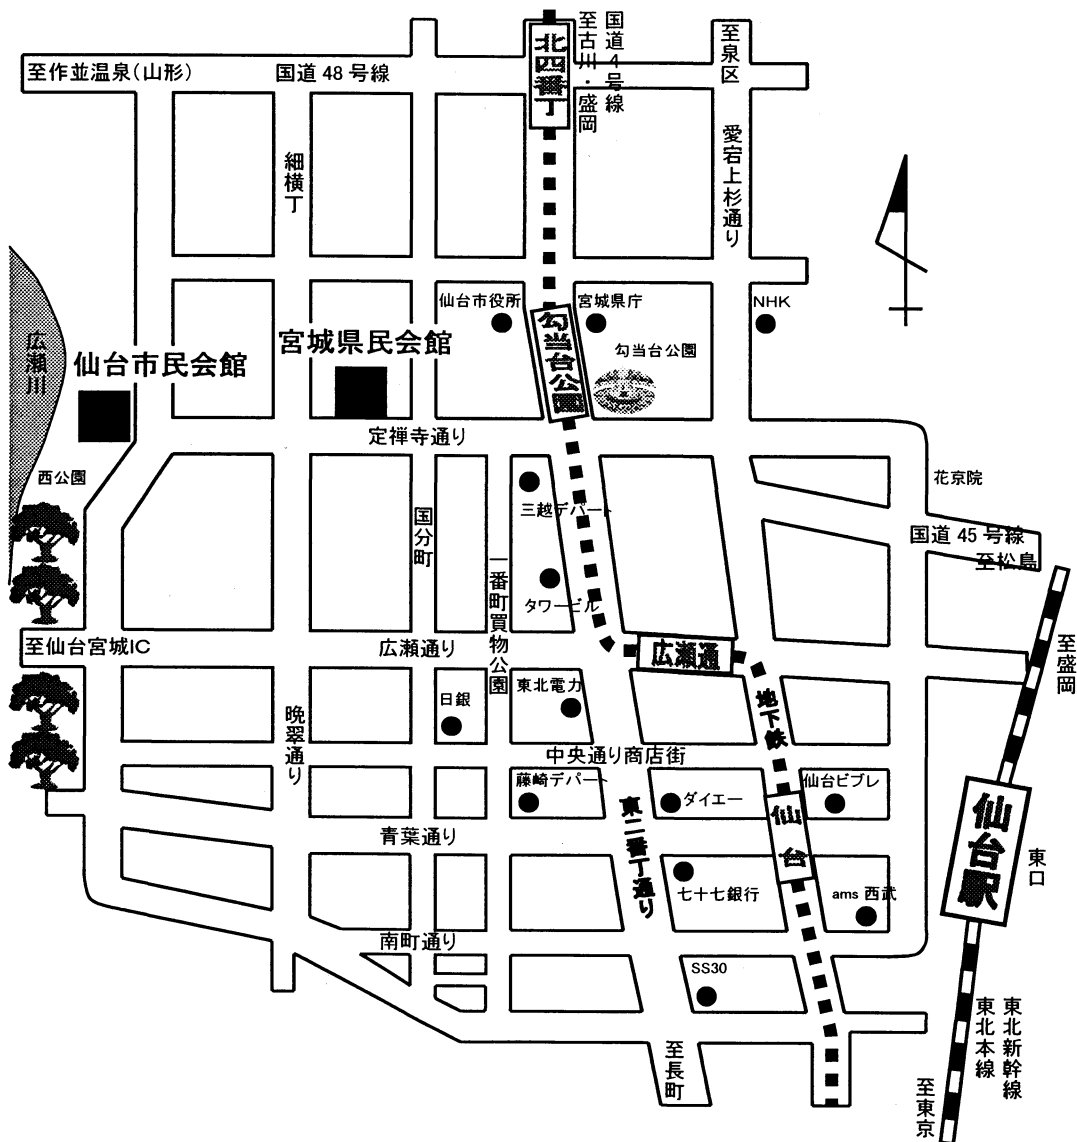 北四番丁
国道4号線
至古川・盛岡
至泉区
至作並温泉(山形)
国道 48 号線
愛宕上杉通り
細横丁
広瀬川
仙台市役所
宮城県庁
NHK
勾当台公園
勾当台公園
宮城県民会館
仙台市民会館
定禅寺通り
西公園
花京院
三越デパート
国分町
国道 45 号線
至松島
一番町買物公園
タワービル
至仙台宮城IC
広瀬通り
広瀬通
至盛岡
東北電力
日銀
地下鉄
晩翠通り
中央通り商店街
藤崎デパート
ダイエー
仙台ビブレ
仙台
仙台駅
東口
東二番丁通り
青葉通り
七十七銀行
ams 西武
南町通り
SS30
東北新幹線
東北本線
至長町
至東京